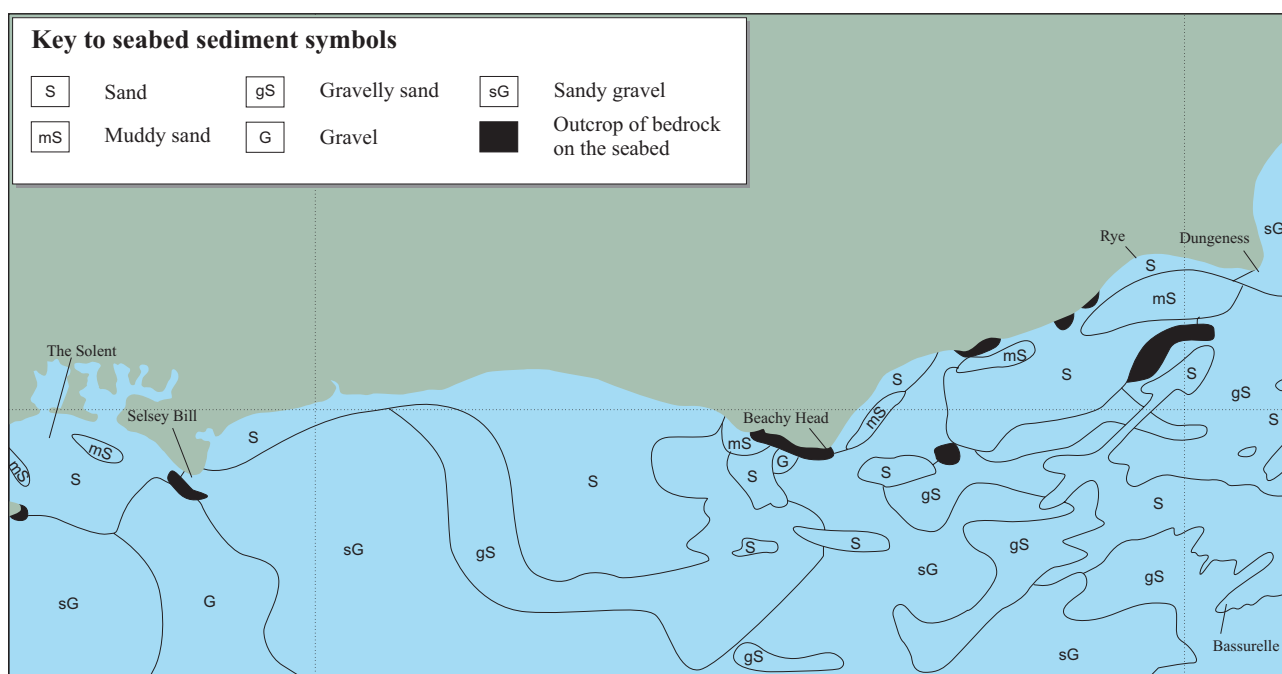 Key to seabed sediment symbols
S Sand gS Gravelly sand sG Sandy gravel
mS Muddy sand G Gravel Outcrop of bedrock
on the seabed
sG
Rye Dungeness
S
mS
The Solent
mS
S
S
Selsey Bill
S
gS
Beachy Head
S
S
mS
mS
mS
G
mS
S
S
S
S
gS
S
S
S
sG
gS
sG
gS
gS
sG
G
Bassurelle
gS
sG